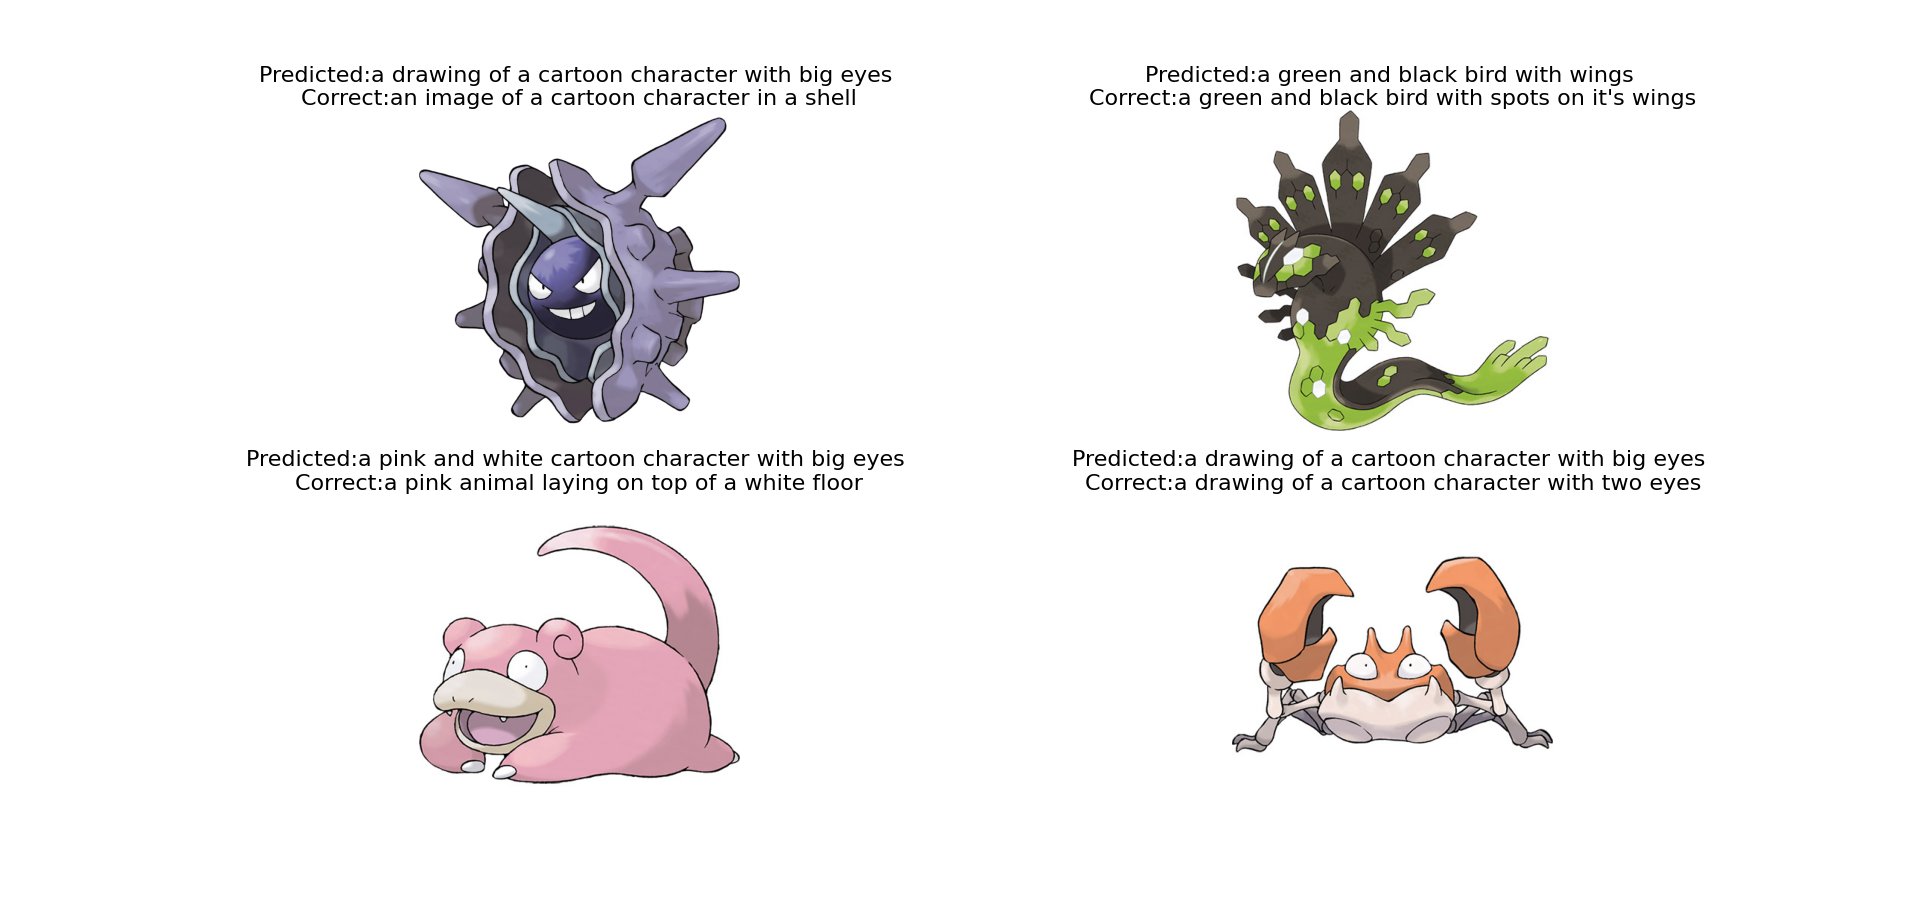 Predicted:a drawing of a cartoon character with big eyes
Correct:an image of a cartoon character in a shell
Predicted:a green and black bird with wings
Correct:a green and black bird with spots on it's wings
Predicted:a pink and white cartoon character with big eyes
Correct:a pink animal laying on top of a white floor
Predicted:a drawing of a cartoon character with big eyes
Correct:a drawing of a cartoon character with two eyes